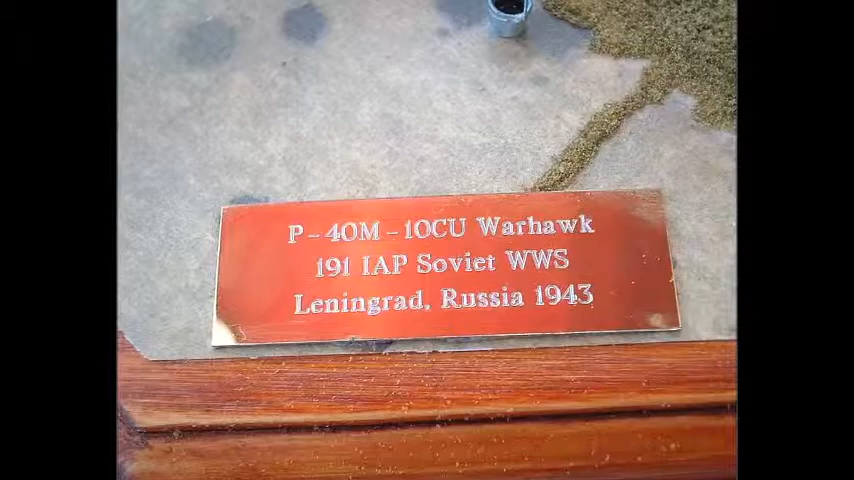 P-40M-10CU Warhawk
191 IAP Soviet WWS
Leningrad, Russia 1943